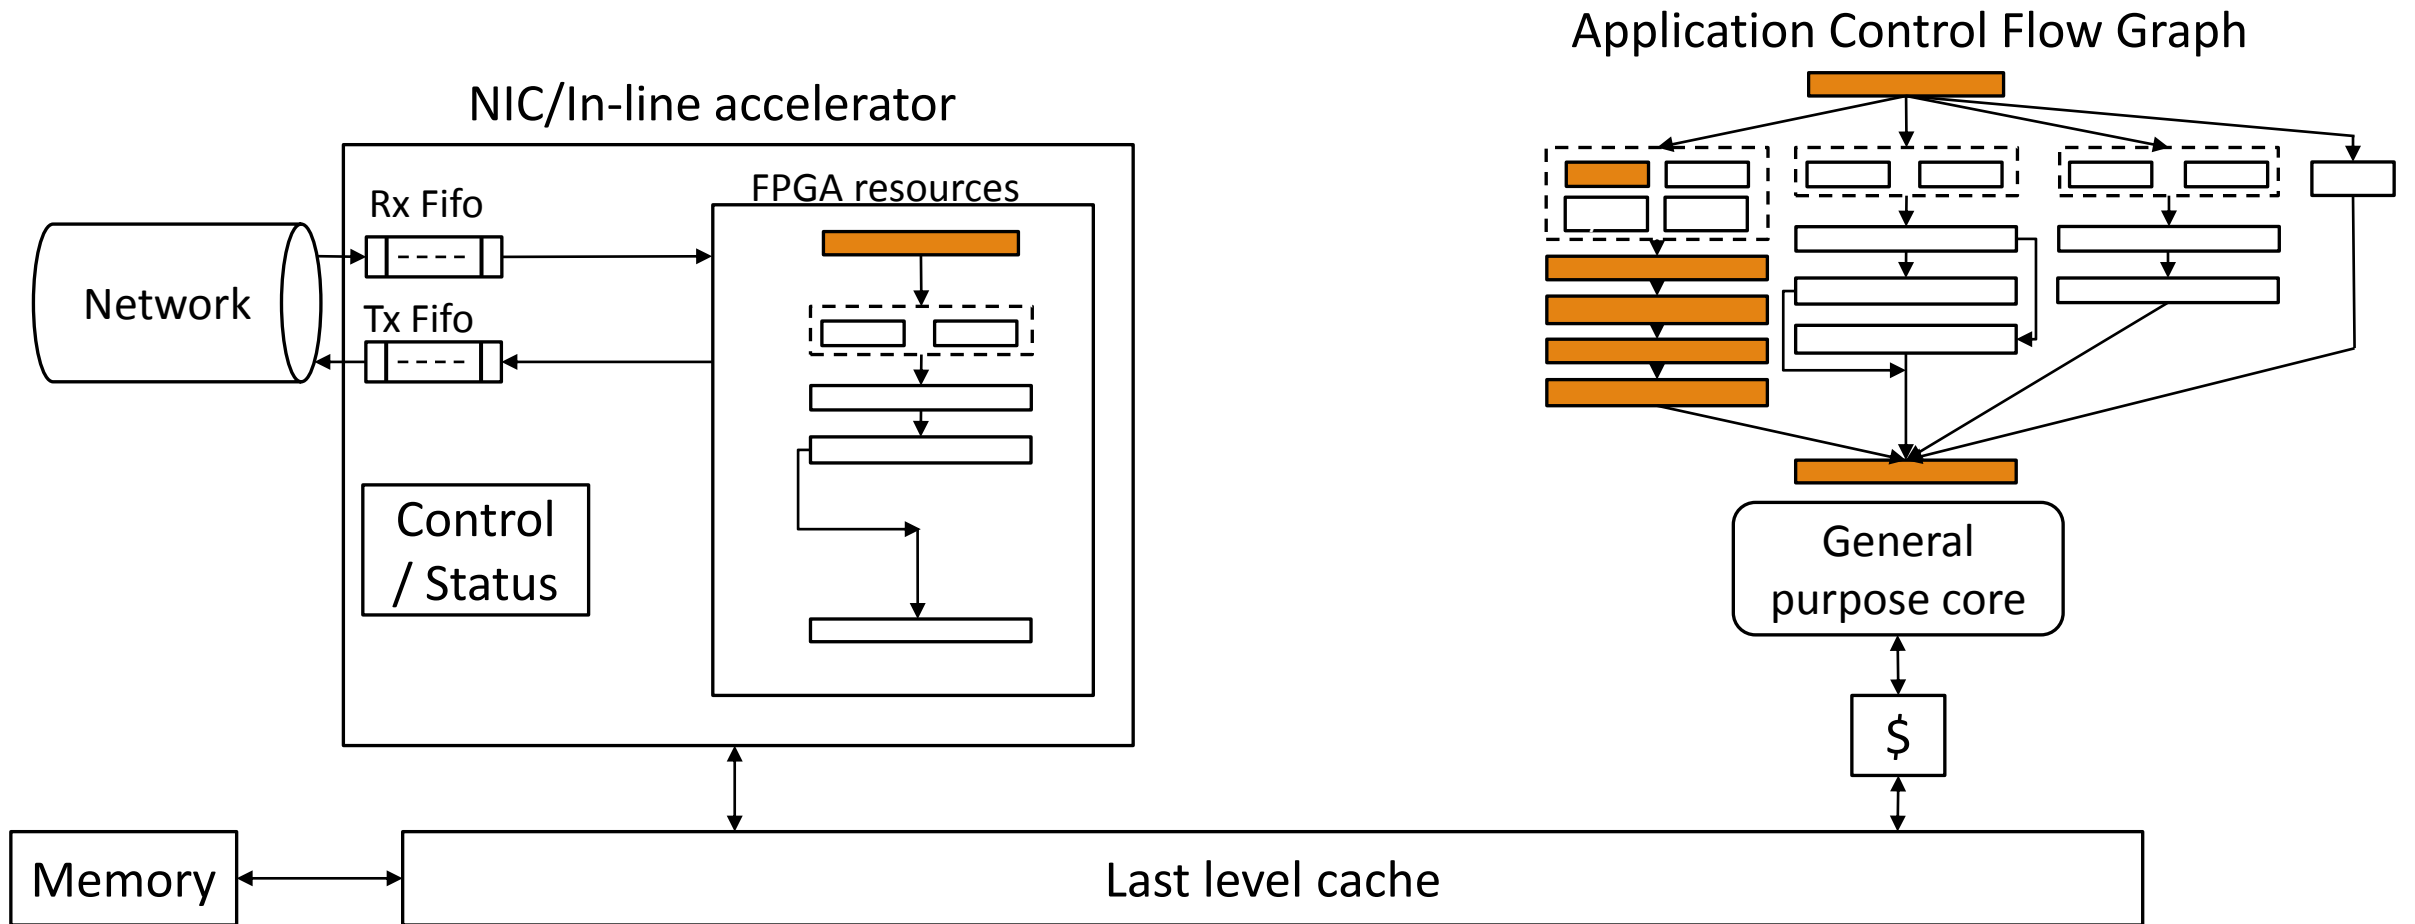 Application Control Flow Graph
NIC/In-line accelerator
FPGA resources
Rx Fifo
Network
Tx Fifo
Control
/ Status
General
purpose core
$
Memory
Last level cache